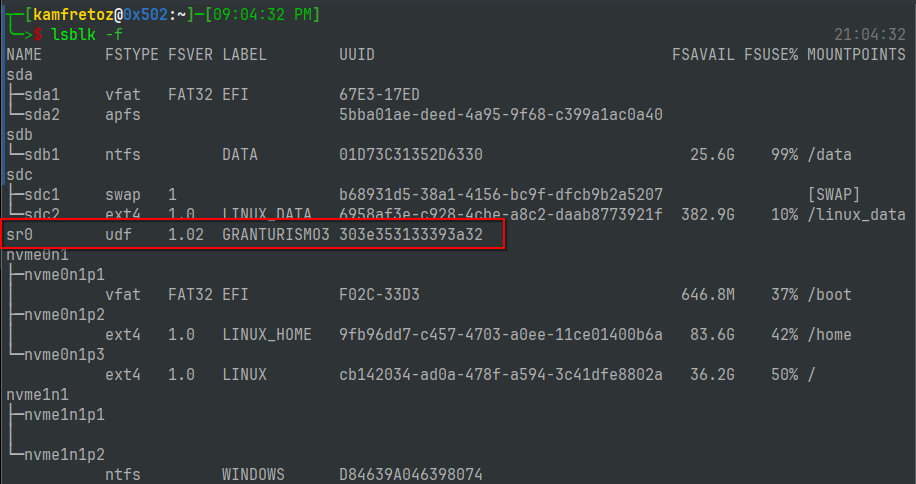 ┌─[kamfretoz@0x502:~]─[09:04:32 PM]
└─>$ lsblk -f 21:04:32
NAME FSTYPE FSVER LABEL UUID FSAVAIL FSUSE% MOUNTPOINTS
sda
├─sda1 vfat FAT32 EFI 67E3-17ED
└─sda2 apfs 5bba01ae-deed-4a95-9f68-c399a1ac0a40
sdb
└─sdb1 ntfs DATA 01D73C31352D6330 25.6G 99% /data
sdc
├─sdc1 swap 1 b68931d5-38a1-4156-bc9f-dfcb9b2a5207 [SWAP]
└─sdc2 ext4 1.0 LINUX_DATA 6958af3e-c928-4cbe-a8c2-daab8773921f 382.9G 10% /linux_data
sr0 udf 1.02 GRANTURISMO3 303e353133393a32
nvme0n1
├─nvme0n1p1
│ vfat FAT32 EFI F02C-33D3 646.8M 37% /boot
├─nvme0n1p2
│ ext4 1.0 LINUX_HOME 9fb96dd7-c457-4703-a0ee-11ce01400b6a 83.6G 42% /home
└─nvme0n1p3
ext4 1.0 LINUX cb142034-ad0a-478f-a594-3c41dfe8802a 36.2G 50% /
nvme1n1
├─nvme1n1p1
│
└─nvme1n1p2
ntfs WINDOWS D84639A046398074